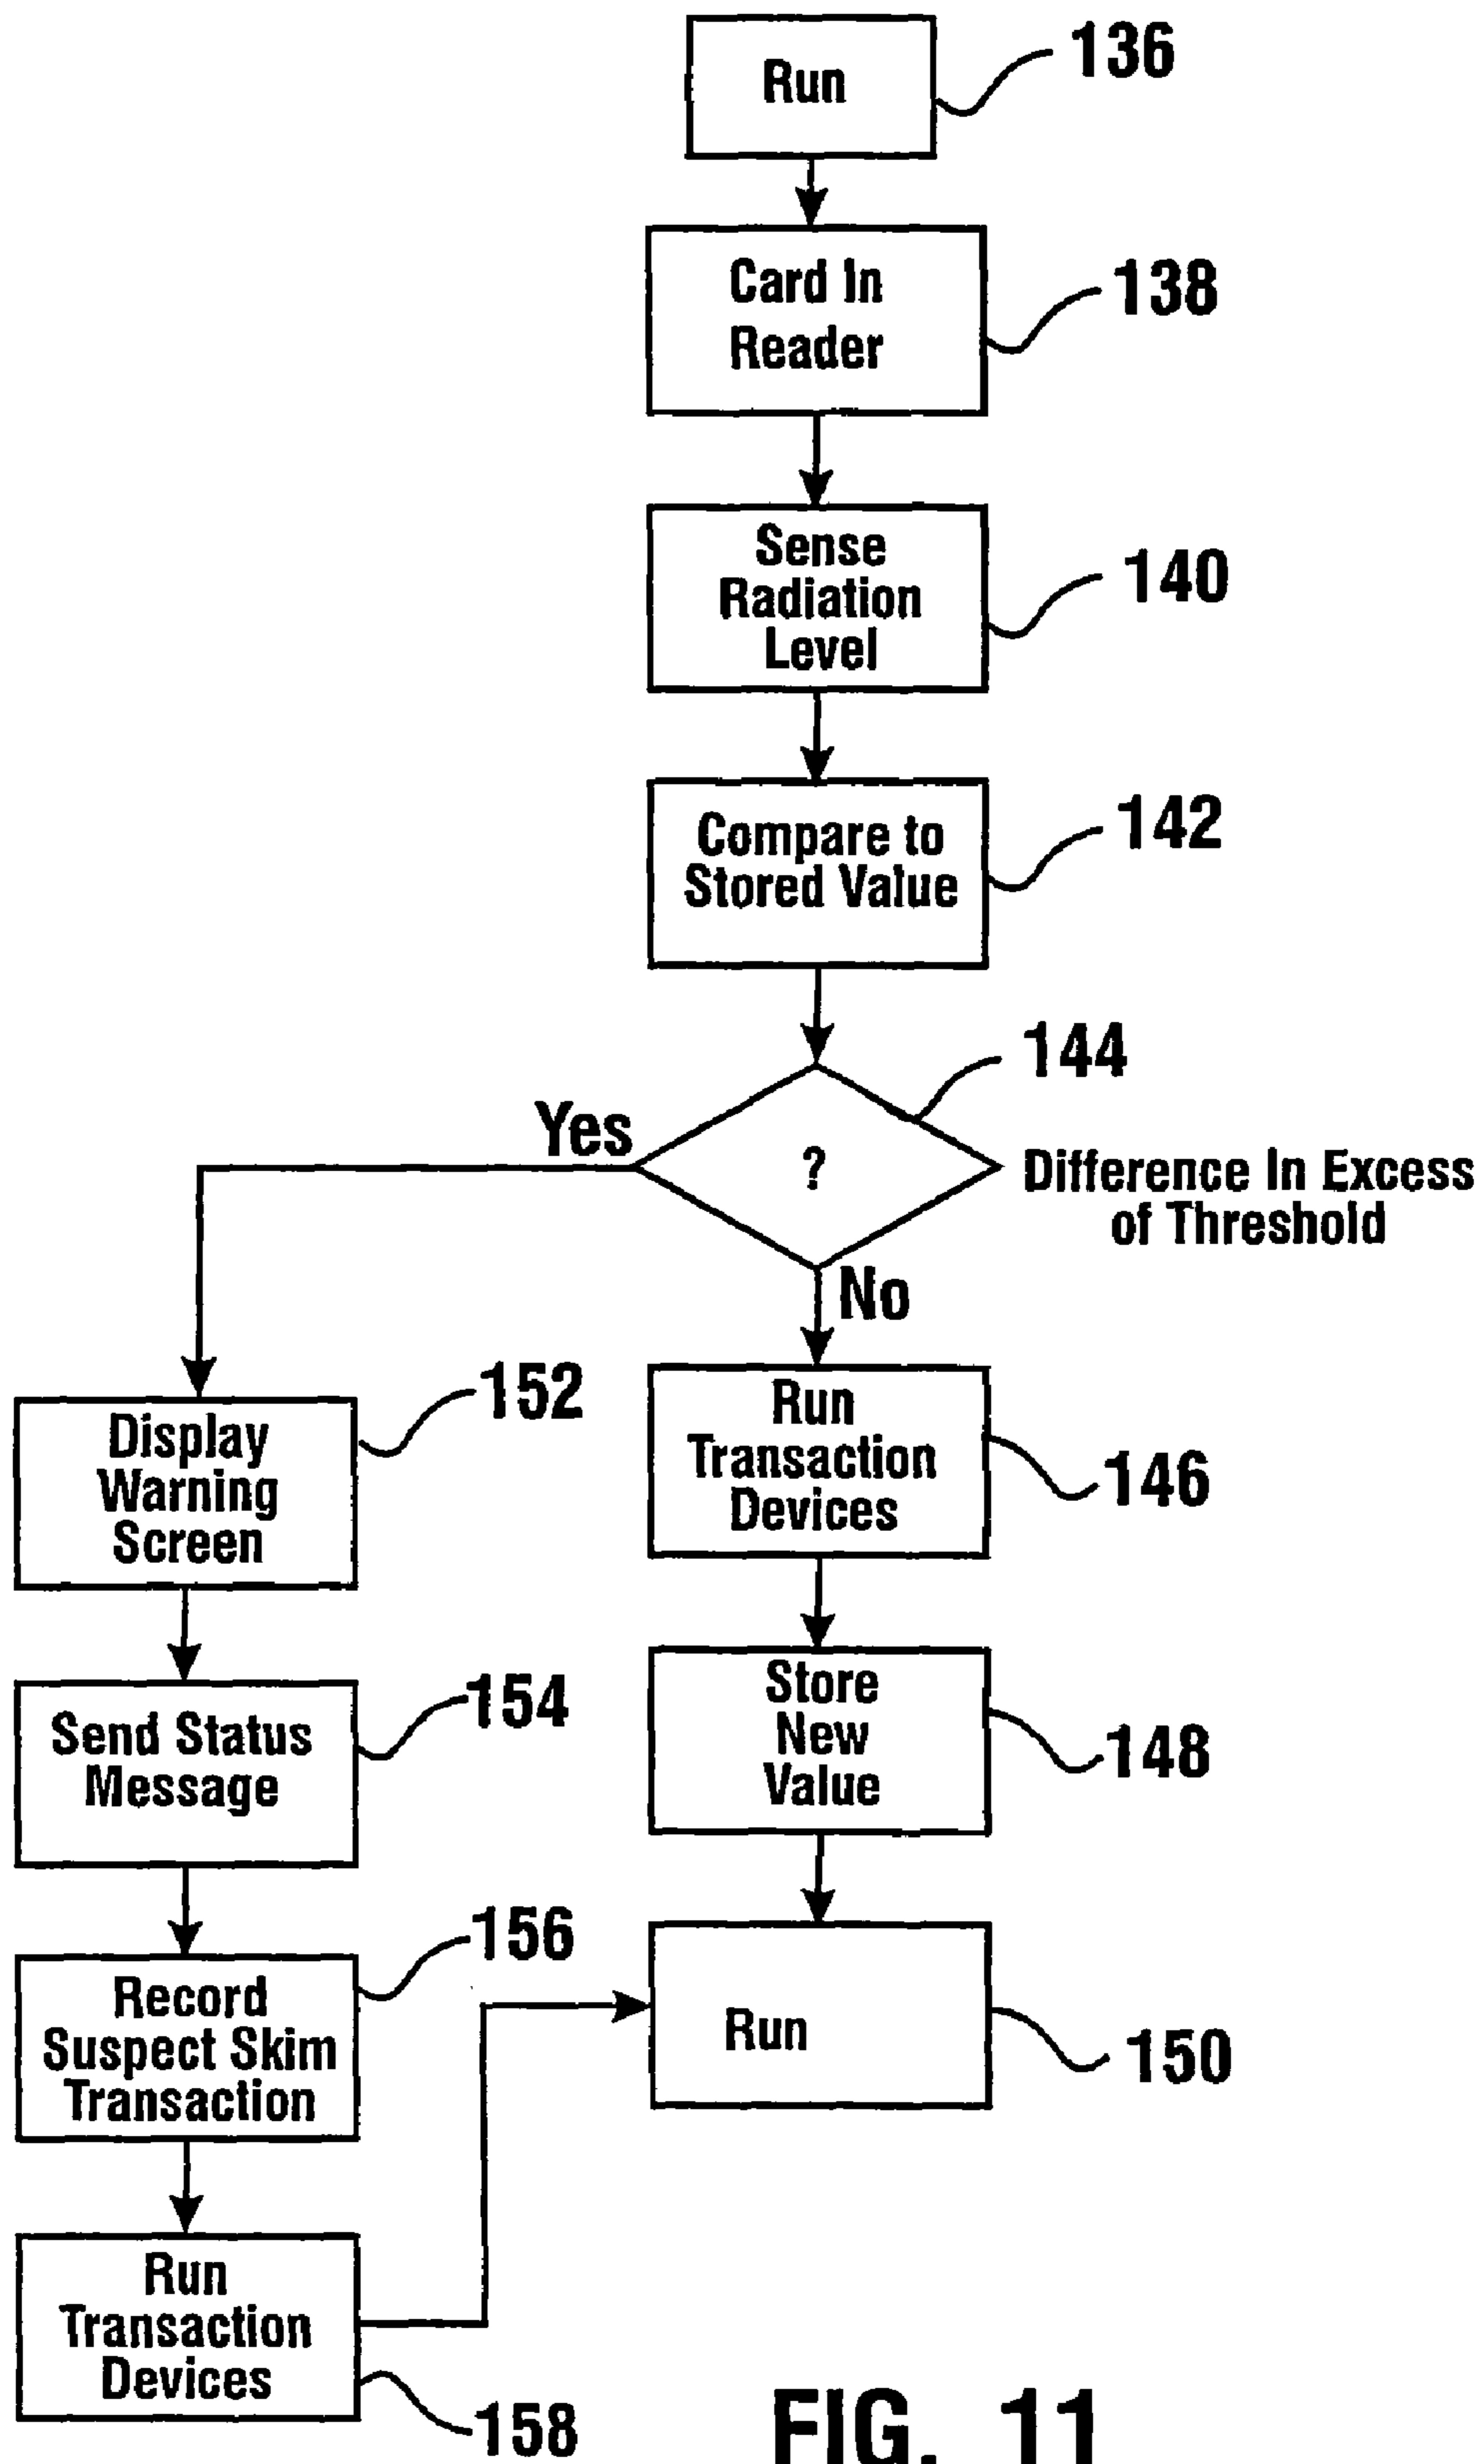 Run
136
Card In
Reader
138
Sense
Radiation
Level
140
Compare to
Stored Value
142
144
Yes
?
Difference In Excess
of Threshold
No
Display
Warning
Screen
152
Run
Transaction
Devices
146
Send Status
Message
154
Store
New
Value
148
Record
Suspect Skim
Transaction
156
Run
150
Run
Transaction
Devices
158
FIG. 11